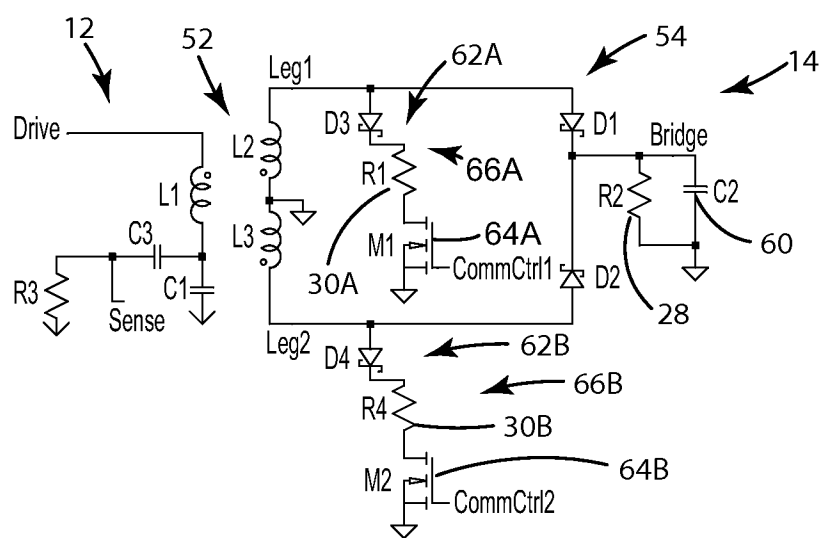 12
52
Leg1
62A
54
14
Drive
D3
D1
Bridge
L2
R1
66A
L1
R2
C2
L3
64A
C3
M1
60
CommCtrl1
R3
C1
30A
D2
28
Sense
Leg2
D4
62B
R4
66B
30B
M2
64B
CommCtrl2